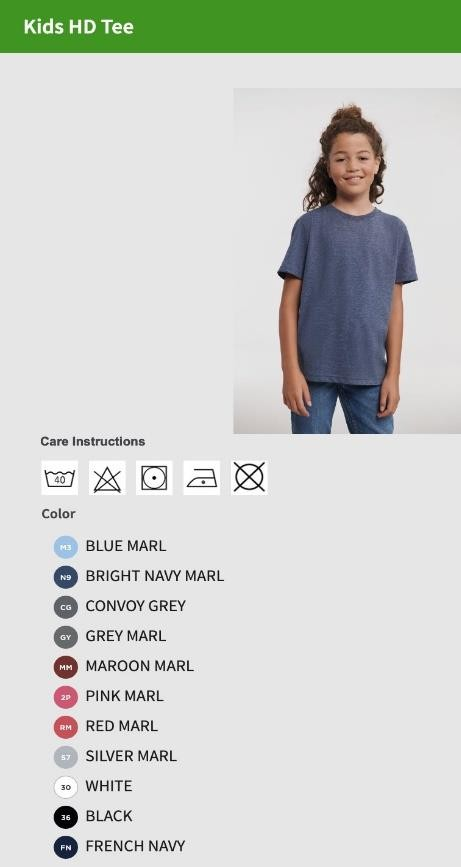 Kids HD Tee
Care Instructions
40
Color
M3 BLUE MARL
N9 BRIGHT NAVY MARL
CG CONVOY GREY
GY GREY MARL
MM MAROON MARL
2P PINK MARL
RM RED MARL
S7 SILVER MARL
30 WHITE
36 BLACK
FN FRENCH NAVY